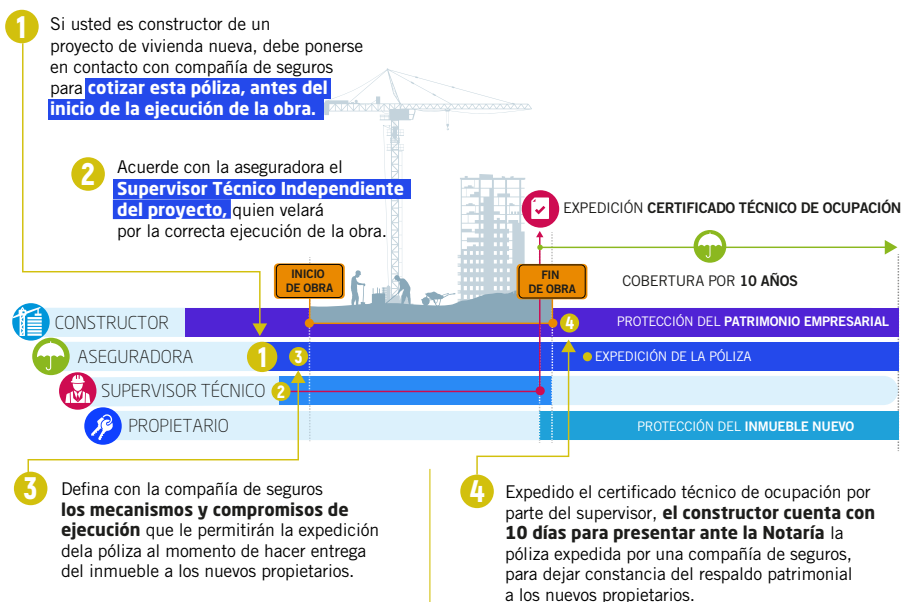 1
Si usted es constructor de un
proyecto de vivienda nueva, debe ponerse
en contacto con compañía de seguros
para cotizar esta póliza, antes del
inicio de la ejecución de la obra.
2
Acuerde con la aseguradora el
Supervisor Técnico Independiente
del proyecto, quien velará
por la correcta ejecución de la obra.
EXPEDICIÓN CERTIFICADO TÉCNICO DE OCUPACIÓN
INICIO
DE OBRA
FIN
DE OBRA
COBERTURA POR 10 AÑOS
CONSTRUCTOR
4
PROTECCIÓN DEL PATRIMONIO EMPRESARIAL
ASEGURADORA
1
3
EXPEDICIÓN DE LA PÓLIZA
SUPERVISOR TÉCNICO
2
PROPIETARIO
PROTECCIÓN DEL INMUEBLE NUEVO
3
Defina con la compañía de seguros
los mecanismos y compromisos de
ejecución que le permitirán la expedición
dela póliza al momento de hacer entrega
del inmueble a los nuevos propietarios.
4
Expedido el certificado técnico de ocupación por
parte del supervisor, el constructor cuenta con
10 días para presentar ante la Notaría la
póliza expedida por una compañía de seguros,
para dejar constancia del respaldo patrimonial
a los nuevos propietarios.